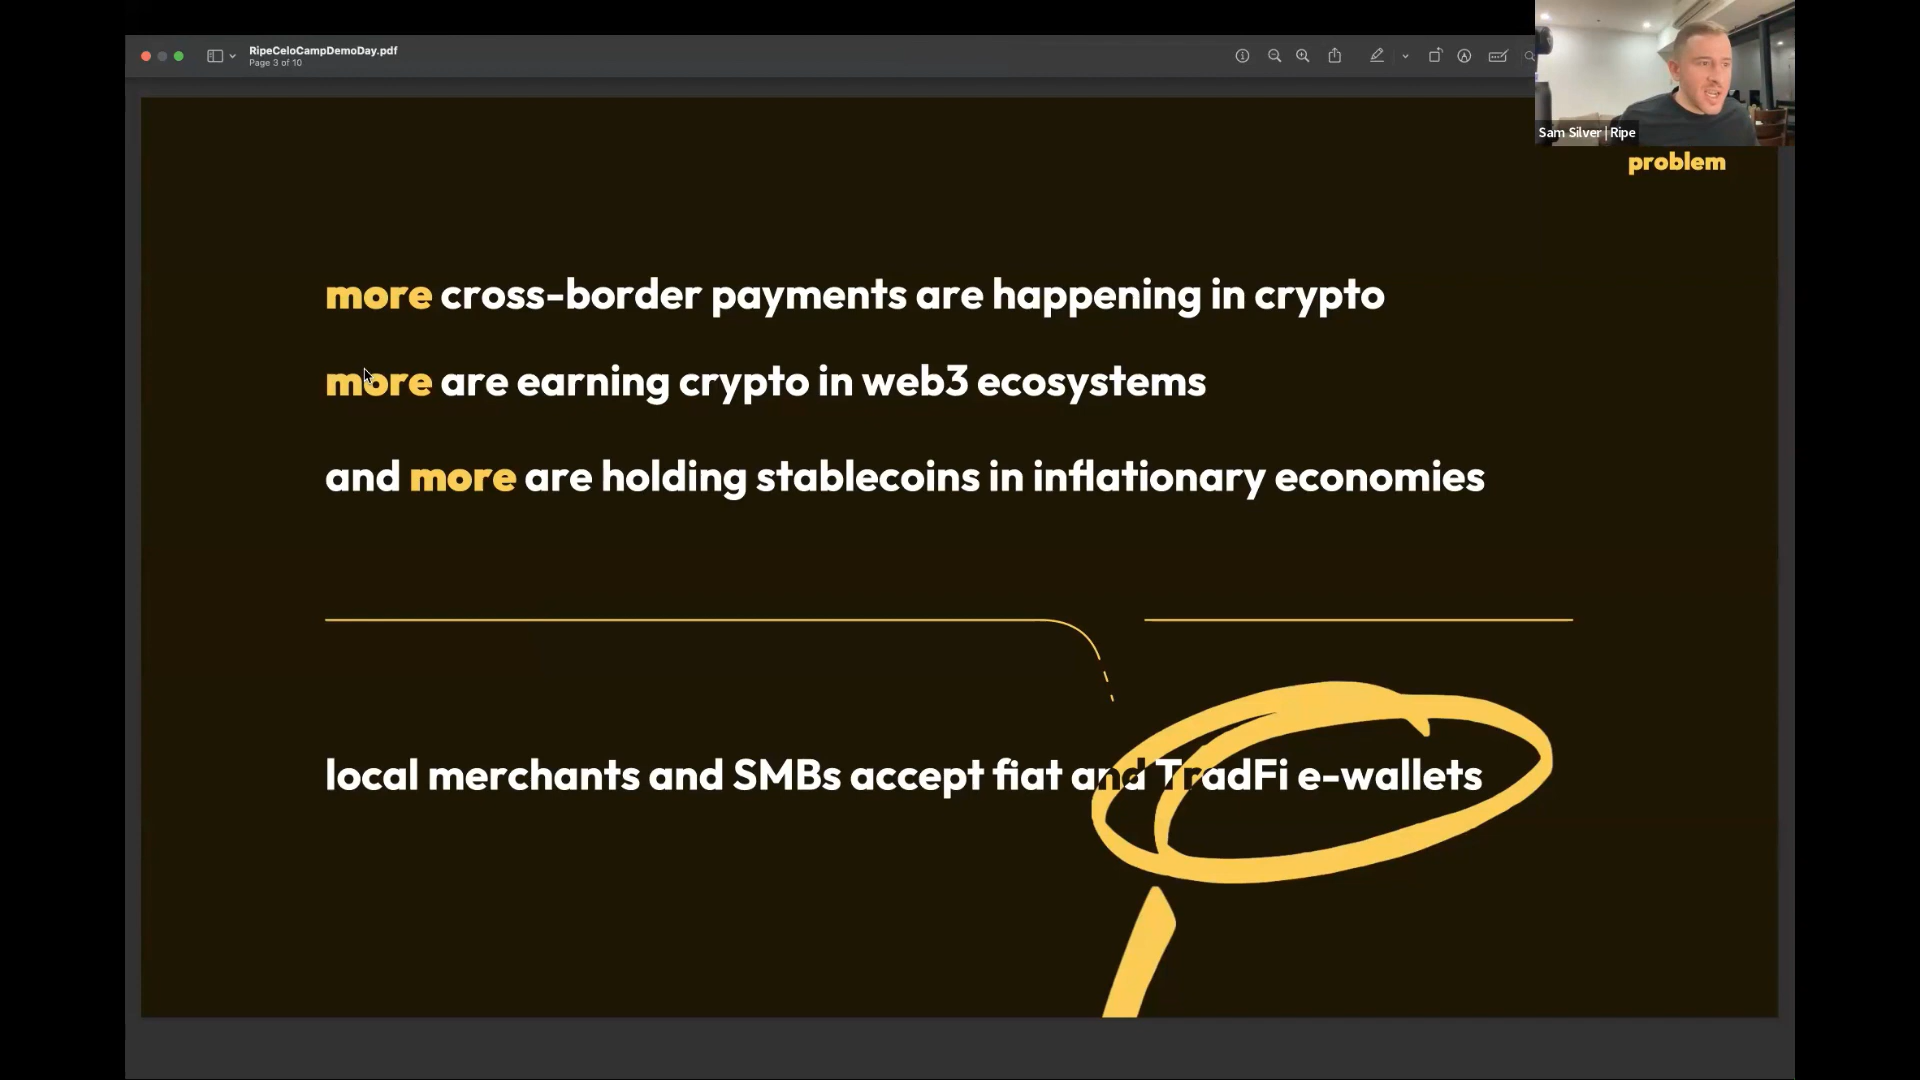 RipeCeloCampDemoDay.pdf
Page 3 of 10
Sam Silver | Ripe
problem
more cross-border payments are happening in crypto
more are earning crypto in web3 ecosystems
and more are holding stablecoins in inflationary economies
local merchants and SMBs accept fiat and TradFi e-wallets